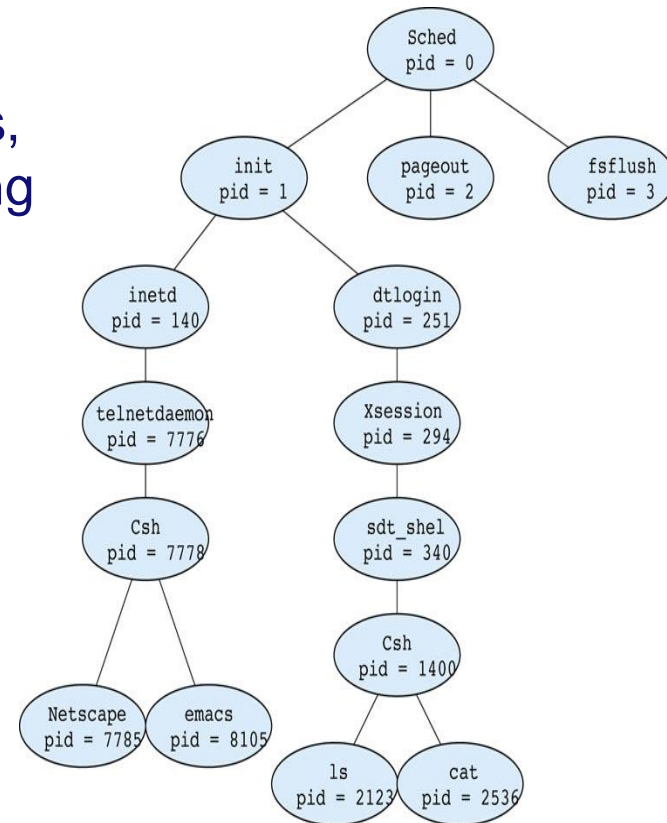 s,
ng
Sched
pid = 0
init
pid = 1
pageout
pid = 2
fsflush
pid = 3
inetd
pid = 140
dtlogin
pid = 251
telnetdaemon
pid = 7776
Xsession
pid = 294
Csh
pid = 7778
sdt_shel
pid = 340
Csh
pid = 1400
Netscape
pid = 7785
emacs
pid = 8105
ls
pid = 2123
cat
pid = 2536